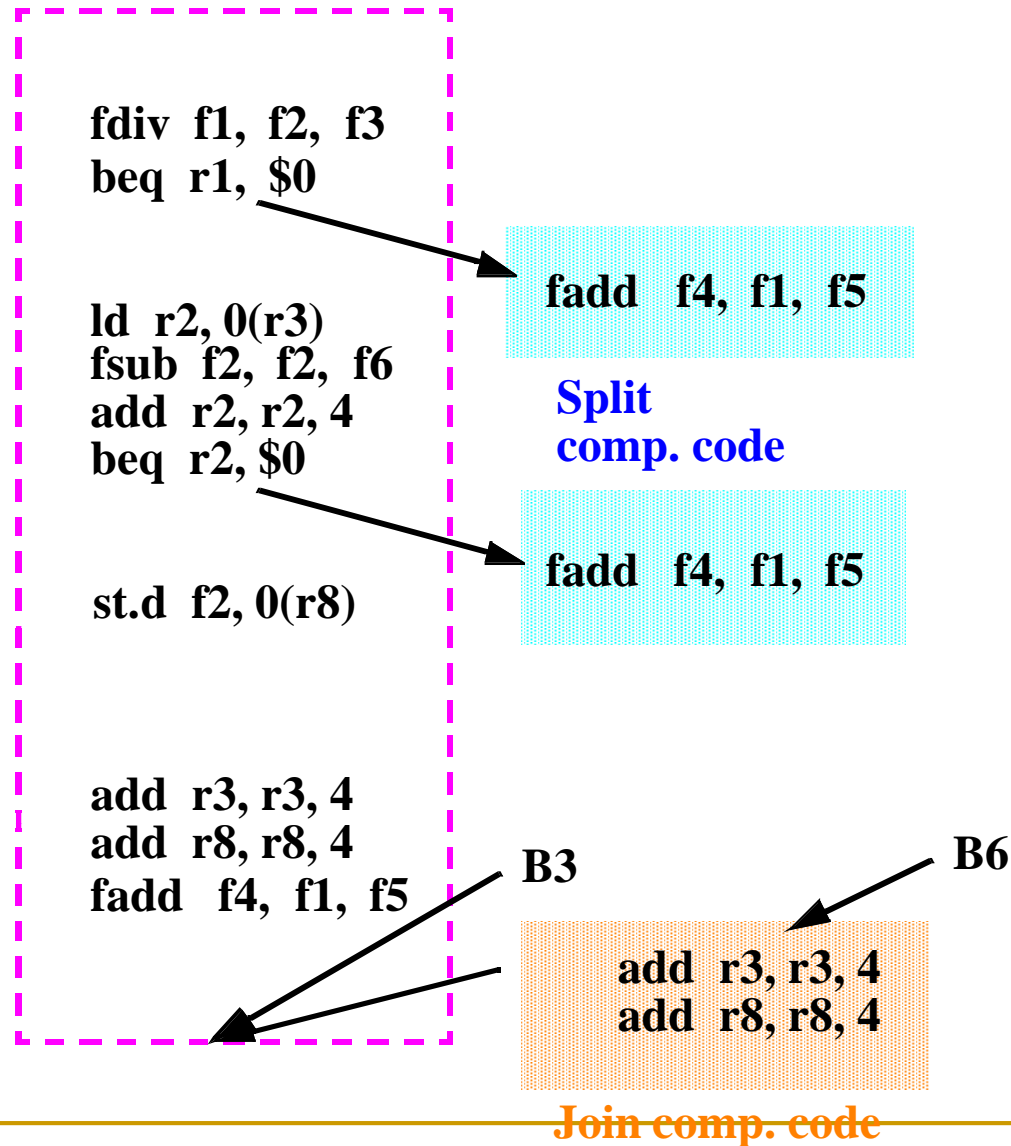 fdiv f1, f2, f3
beq r1, $0
fadd f4, f1, f5
ld r2, 0(r3)
fsub f2, f2, f6
add r2, r2, 4
beq r2, $0
Split
comp. code
fadd f4, f1, f5
st.d f2, 0(r8)
add r3, r3, 4
add r8, r8, 4
fadd f4, f1, f5
B3
B6
add r3, r3, 4
add r8, r8, 4
Join comp. code